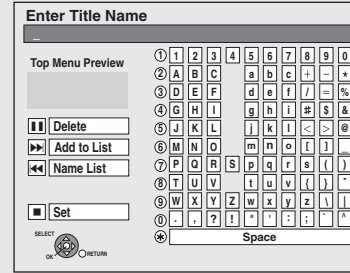 Enter Title Name
_
Top Menu Preview
Delete
Add to List
Name List
Set
SELECT
OK RETURN
1 1 2 3 4 5 6 7 8 9 0
2 A B C a b c + - *
3 D E F d e f / = %
4 G H I g h i # $ &
5 J K L j k l < > @
6 M N O m n o [ ] _
7 P Q R S p q r s ( )
8 T U V t u v { } ~
9 W X Y Z w x y z \ |
0 . , ? ! " ' : ; ` ^
* Space